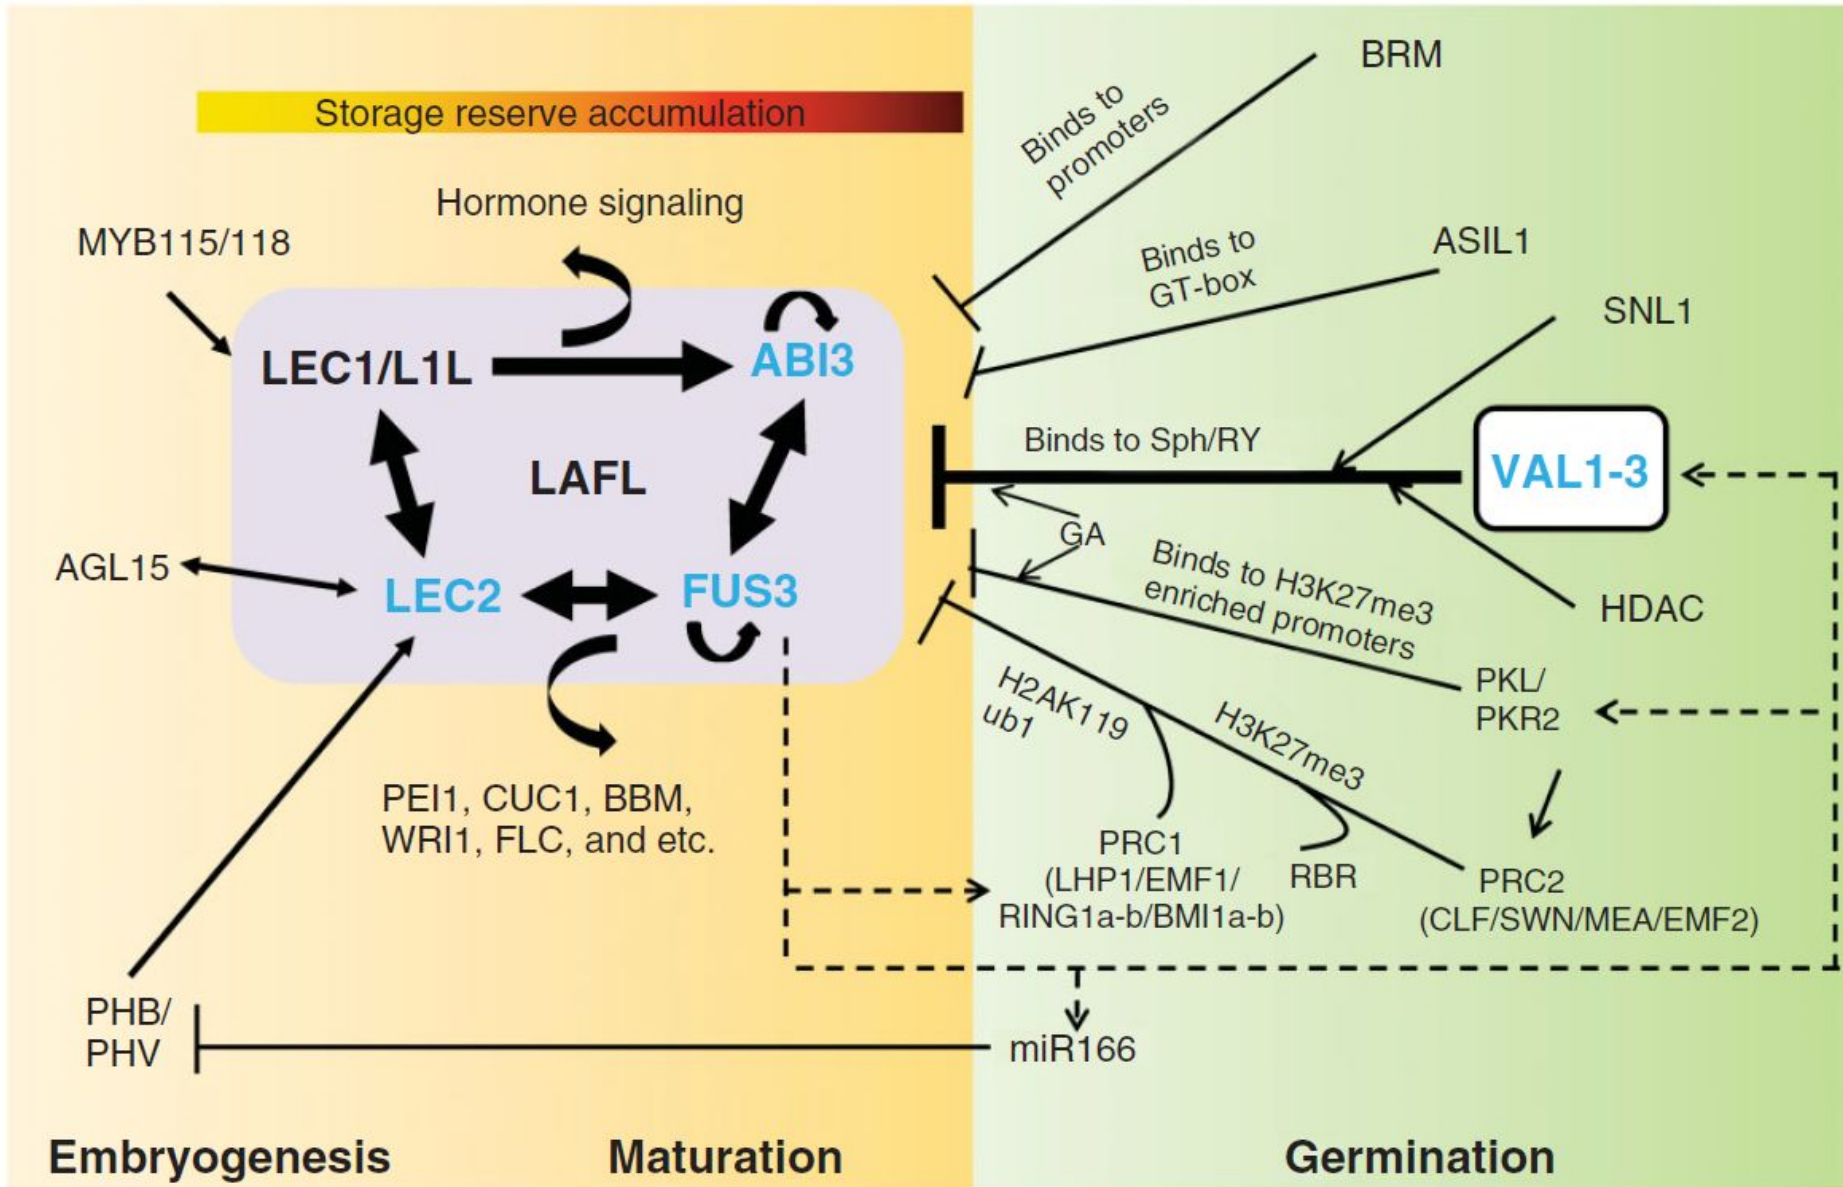 BRM
Storage reserve accumulation
Binds to
promoters
Hormone signaling
MYB115/118
ASIL1
Binds to
GT-box
SNL1
LEC1/L1L
ABI3
Binds to Sph/RY
VAL1-3
LAFL
GA
AGL15
LEC2
FUS3
Binds to H3K27me3
enriched promoters
HDAC
H2AK119
ub1
H3K27me3
PKL/
PKR2
PEI1, CUC1, BBM,
WRI1, FLC, and etc.
PRC1
(LHP1/EMF1/
RING1a-b/BMI1a-b)
RBR
PRC2
(CLF/SWN/MEA/EMF2)
PHB/
PHV
miR166
Embryogenesis
Maturation
Germination